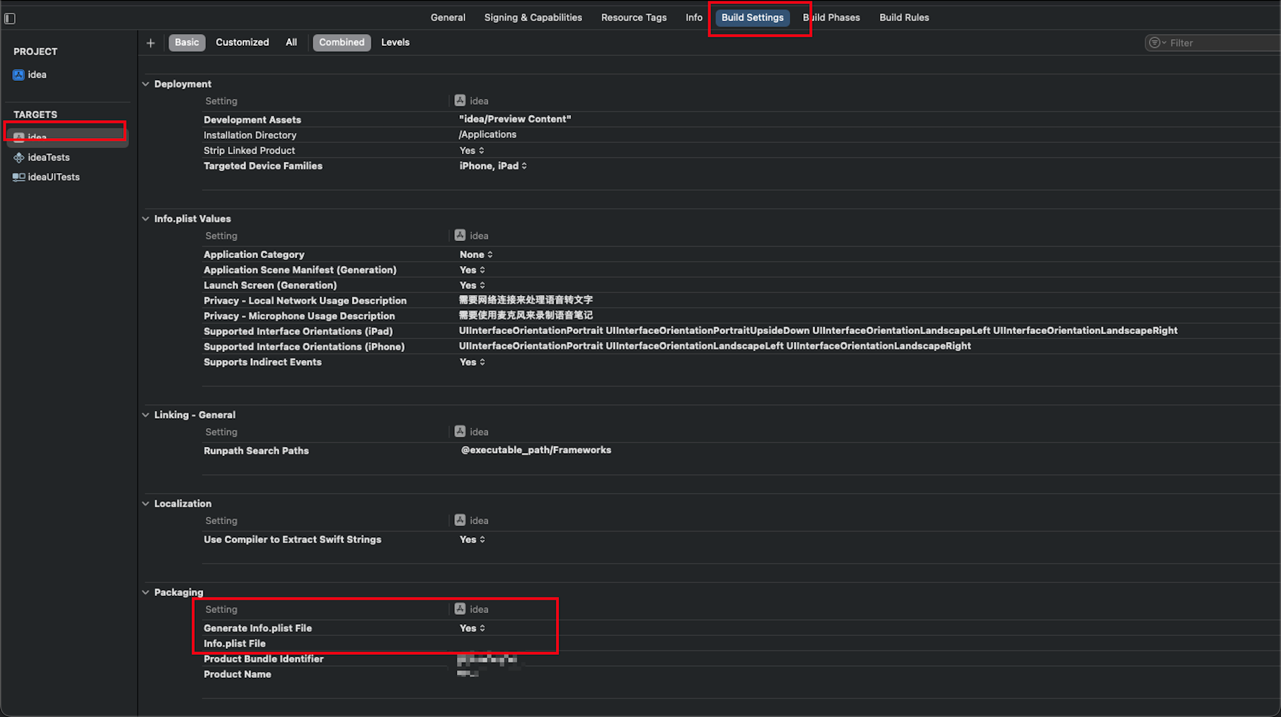 General Signing & Capabilities Resource Tags Info Build Settings Build Phases Build Rules
PROJECT
idea
TARGETS
idea
ideaTests
ideaUITests
+ Basic Customized All Combined Levels Filter
Deployment
Setting idea
Development Assets "idea/Preview Content"
Installation Directory /Applications
Strip Linked Product Yes
Targeted Device Families iPhone, iPad
Info.plist Values
Setting idea
Application Category None
Application Scene Manifest (Generation) Yes
Launch Screen (Generation) Yes
Privacy - Local Network Usage Description 需要网络连接来处理语音转文字
Privacy - Microphone Usage Description 需要使用麦克风来录制语音笔记
Supported Interface Orientations (iPad) UIInterfaceOrientationPortrait UIInterfaceOrientationPortraitUpsideDown UIInterfaceOrientationLandscapeLeft UIInterfaceOrientationLandscapeRight
Supported Interface Orientations (iPhone) UIInterfaceOrientationPortrait UIInterfaceOrientationLandscapeLeft UIInterfaceOrientationLandscapeRight
Supports Indirect Events Yes
Linking - General
Setting idea
Runpath Search Paths @executable_path/Frameworks
Localization
Setting idea
Use Compiler to Extract Swift Strings Yes
Packaging
Setting idea
Generate Info.plist File Yes
Info.plist File
Product Bundle Identifier
Product Name